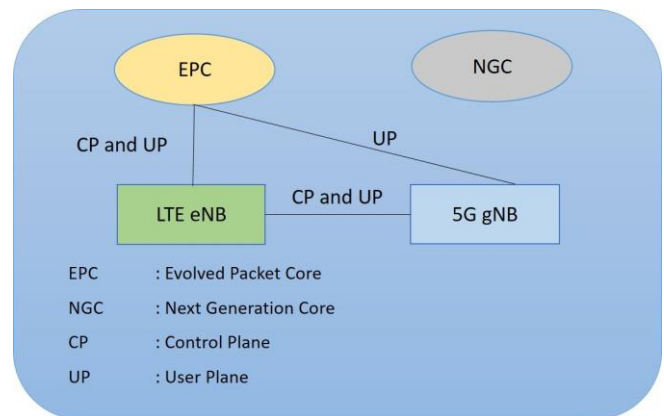 EPC
NGC
CP and UP
UP
CP and UP
LTE eNB
5G gNB
EPC : Evolved Packet Core
NGC : Next Generation Core
CP : Control Plane
UP : User Plane